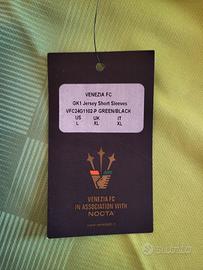 VENEZIA FC
GK1 Jersey Short Sleeves
VFC24G1102-P GREEN/BLACK
US UK IT
L XL XL
VENEZIA FC
IN ASSOCIATION WITH
NOCTA